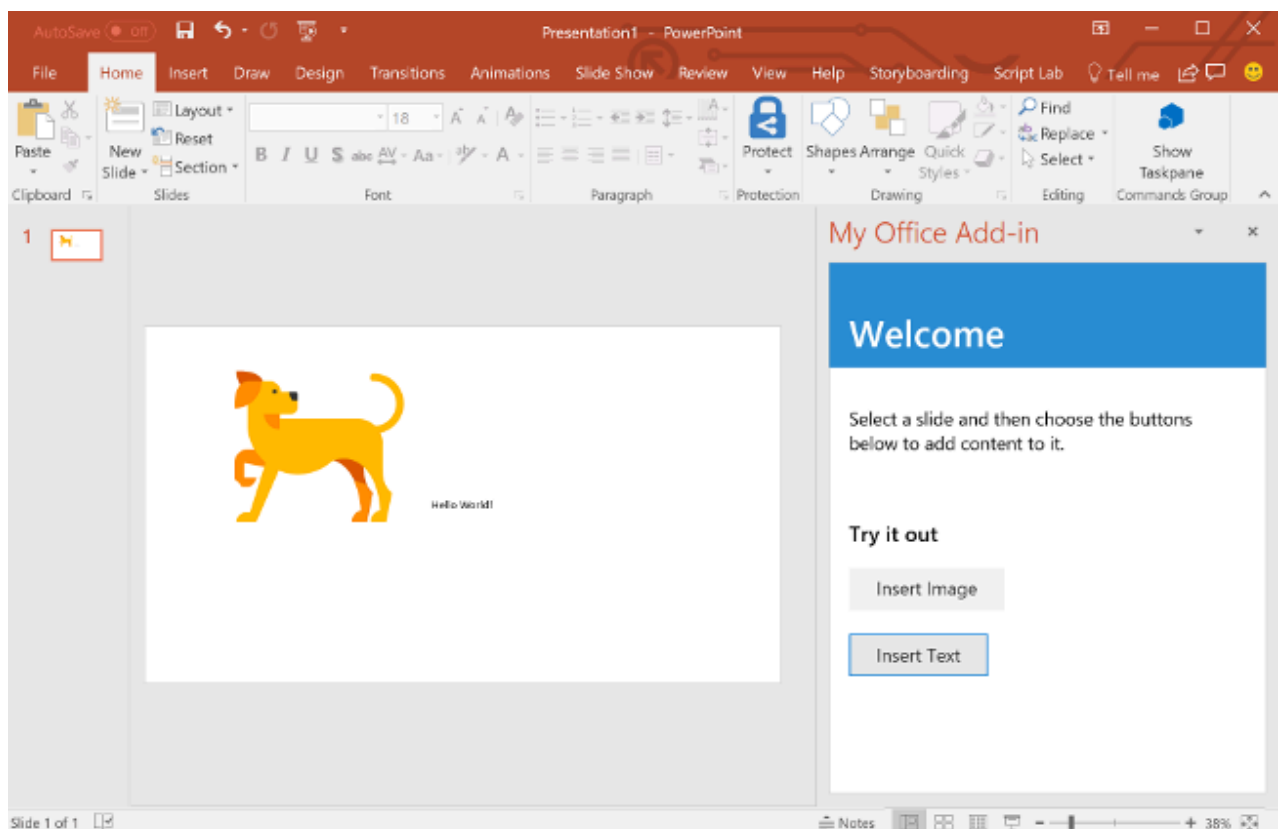 AutoSave Off
Presentation1 - PowerPoint
File Home Insert Draw Design Transitions Animations Slide Show Review View Help Storyboarding Script Lab Tell me
Paste
Clipboard
New Slide
Layout
Reset
Section
Slides
18
B I U S abc AV Aa A
Font
Paragraph
Protect
Protection
Shapes
Arrange
Quick Styles
Drawing
Find
Replace
Select
Editing
Show Taskpane
Commands Group
1
Hello World!
My Office Add-in
Welcome
Select a slide and then choose the buttons
below to add content to it.
Try it out
Insert Image
Insert Text
Slide 1 of 1
Notes
38%